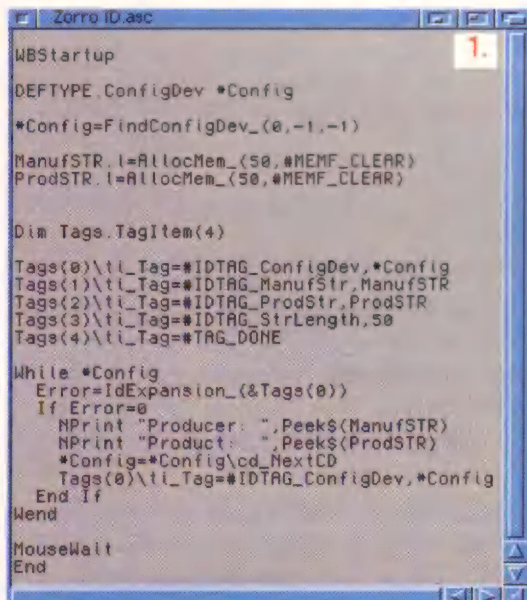 Zorro ID.asc
1.
WBStartup
DEFTYPE.ConfigDev *Config
*Config=FindConfigDev_(0,-1,-1)
ManufSTR.l=AllocMem_(50,#MEMF_CLEAR)
ProdSTR.l=AllocMem_(50,#MEMF_CLEAR)
Dim Tags.TagItem(4)
Tags(0)\ti_Tag=#IDTAG_ConfigDev,*Config
Tags(1)\ti_Tag=#IDTAG_ManufStr,ManufSTR
Tags(2)\ti_Tag=#IDTAG_ProdStr,ProdSTR
Tags(3)\ti_Tag=#IDTAG_StrLength,50
Tags(4)\ti_Tag=#TAG_DONE
While *Config
Error=IdExpansion_(&Tags(0))
If Error=0
NPrint "Producer: ",Peek$(ManufSTR)
NPrint "Product:  ",Peek$(ProdSTR)
*Config=*Config\cd_NextCD
Tags(0)\ti_Tag=#IDTAG_ConfigDev,*Config
End If
Wend
MouseWait
End